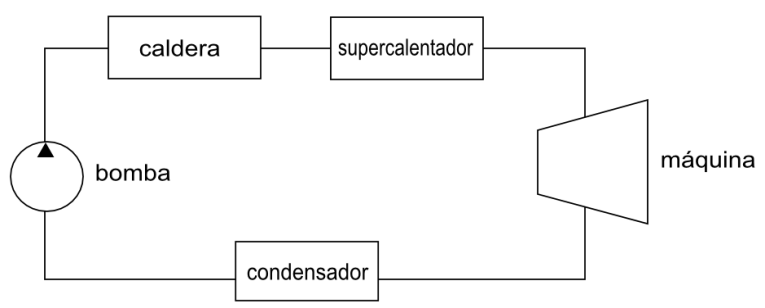 caldera
supercalentador
bomba
máquina
condensador